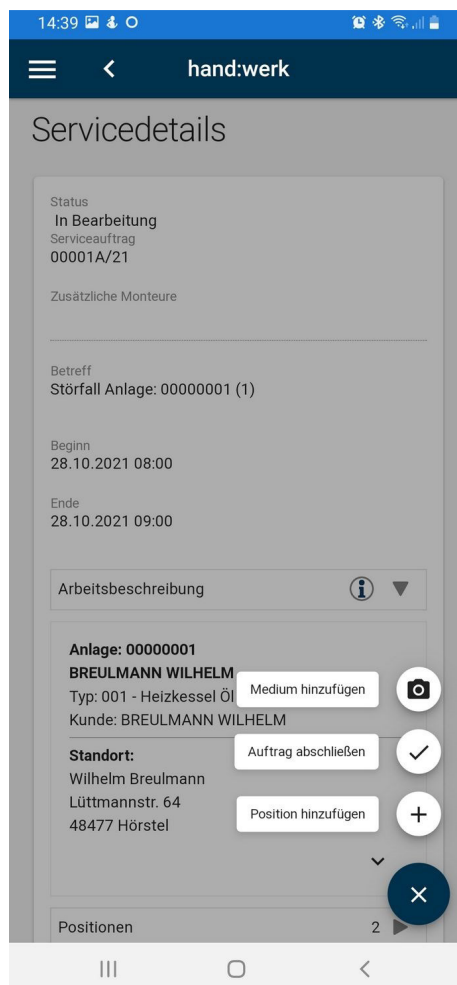 14:39
hand:werk
Servicedetails
Status
In Bearbeitung
Serviceauftrag
00001A/21
Zusätzliche Monteure
Betreff
Störfall Anlage: 00000001 (1)
Beginn
28.10.2021 08:00
Ende
28.10.2021 09:00
Arbeitsbeschreibung
Anlage: 00000001
BREULMANN WILHELM
Typ: 001 - Heizkessel Öl
Medium hinzufügen
Kunde: BREULMANN WILHELM
Standort:
Auftrag abschließen
Wilhelm Breulmann
Lüttmannstr. 64
Position hinzufügen
48477 Hörstel
Positionen 2